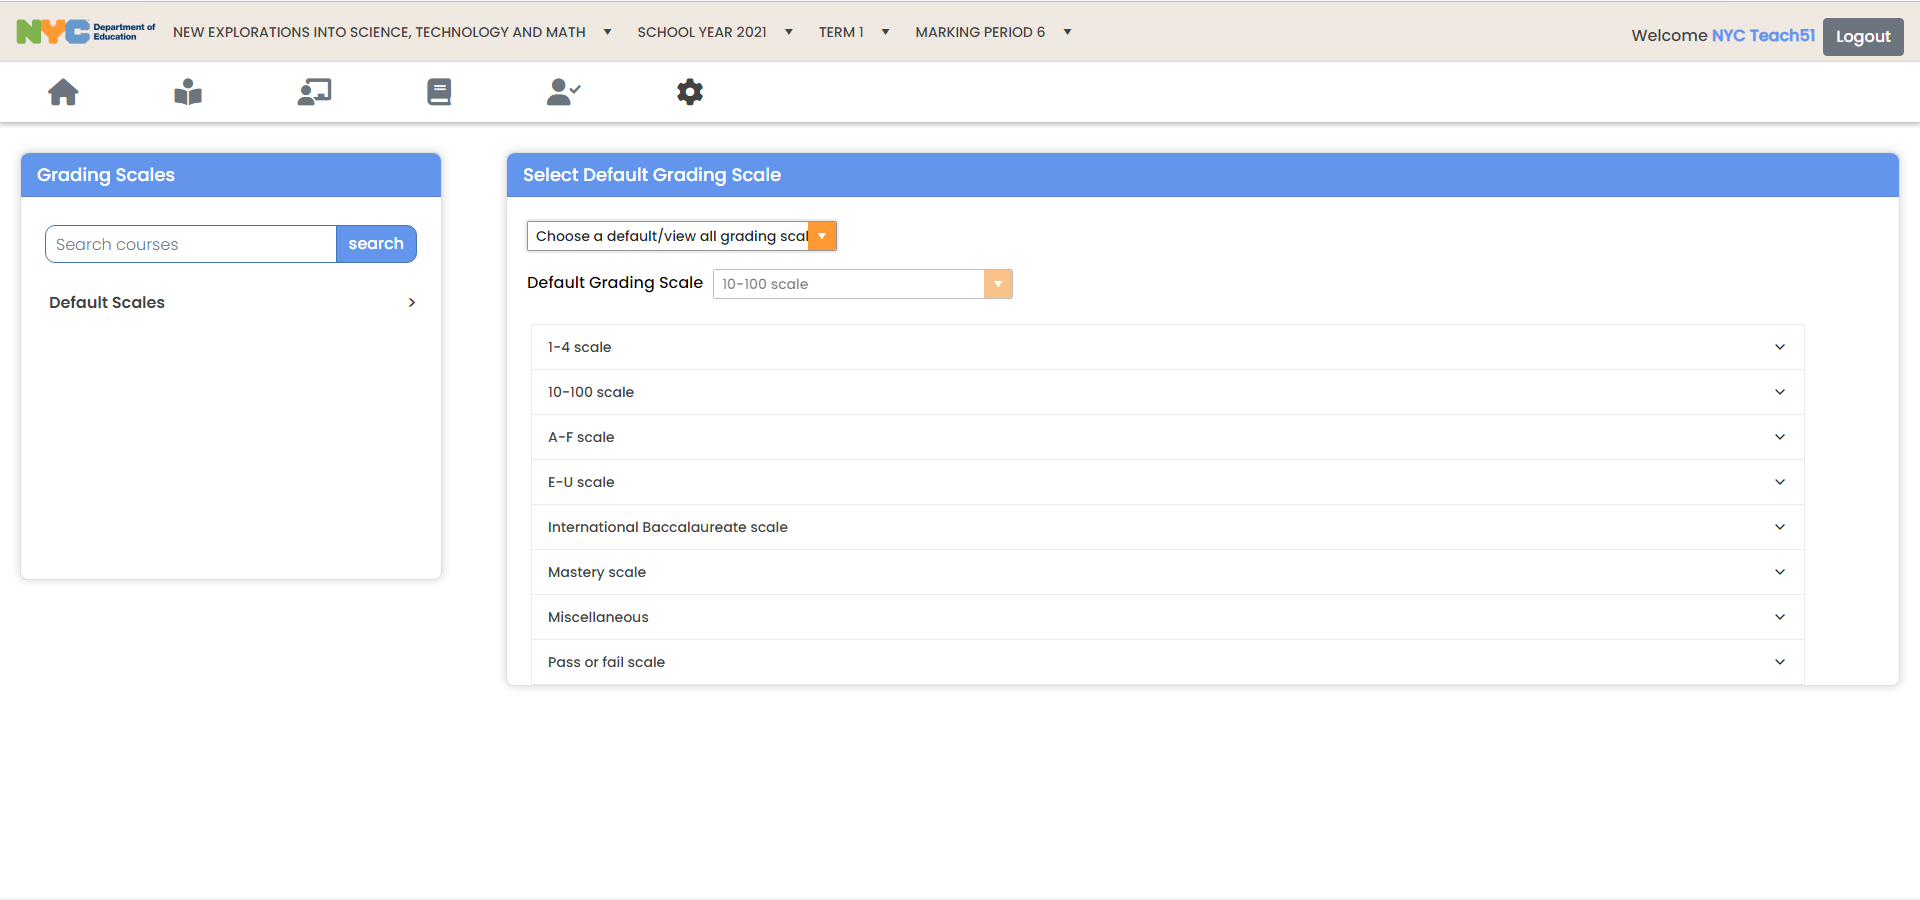 NYC Department of Education
NEW EXPLORATIONS INTO SCIENCE, TECHNOLOGY AND MATH SCHOOL YEAR 2021 TERM 1 MARKING PERIOD 6
Welcome NYC Teach51 Logout
Grading Scales
Search courses search
Default Scales
Select Default Grading Scale
Choose a default/view all grading scal
Default Grading Scale 10-100 scale
1-4 scale
10-100 scale
A-F scale
E-U scale
International Baccalaureate scale
Mastery scale
Miscellaneous
Pass or fail scale